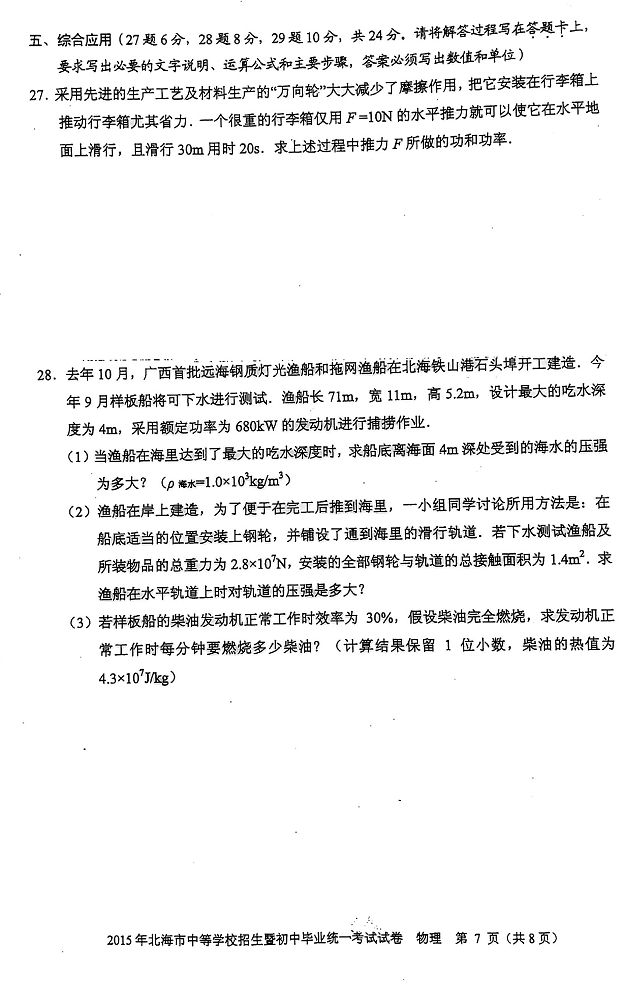 五、综合应用(27题6分,28题8分,29题10分,共24分.请将解答过程写在答题卡上,
要求写出必要的文字说明、运算公式和主要步骤,答案必须写出数值和单位)
27.采用先进的生产工艺及材料生产的“万向轮”大大减少了摩擦作用,把它安装在行李箱上
推动行李箱尤其省力.一个很重的行李箱仅用 F=10N 的水平推力就可以使它在水平地
面上滑行,且滑行 30m 用时 20s.求上述过程中推力 F 所做的功和功率.
28.去年 10 月,广西首批远海钢质灯光渔船和拖网渔船在北海铁山港石头埠开工建造.今
年 9 月样板船将可下水进行测试.渔船长 71m,宽 11m,高 5.2m,设计最大的吃水深
度为 4m,采用额定功率为 680kW 的发动机进行捕捞作业.
(1)当渔船在海里达到了最大的吃水深度时,求船底离海面 4m 深处受到的海水的压强
为多大?(ρ海水=1.0×10³kg/m³)
(2)渔船在岸上建造,为了便于在完工后推到海里,一小组同学讨论所用方法是:在
船底适当的位置安装上钢轮,并铺设了通到海里的滑行轨道.若下水测试渔船及
所装物品的总重力为 2.8×10⁷N,安装的全部钢轮与轨道的总接触面积为 1.4m².求
渔船在水平轨道上时对轨道的压强是多大?
(3)若样板船的柴油发动机正常工作时效率为 30%,假设柴油完全燃烧,求发动机正
常工作时每分钟要燃烧多少柴油?(计算结果保留 1 位小数,柴油的热值为
4.3×10⁷J/kg)
2015年北海市中等学校招生暨初中毕业统一考试试卷 物理 第 7 页(共8页)